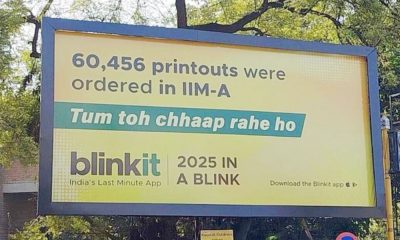 60,456 printouts were
ordered in IIM-A
Tum toh chhaap rahe ho
blinkit
India's Last Minute App
2025 IN
A BLINK
Download the Blinkit app